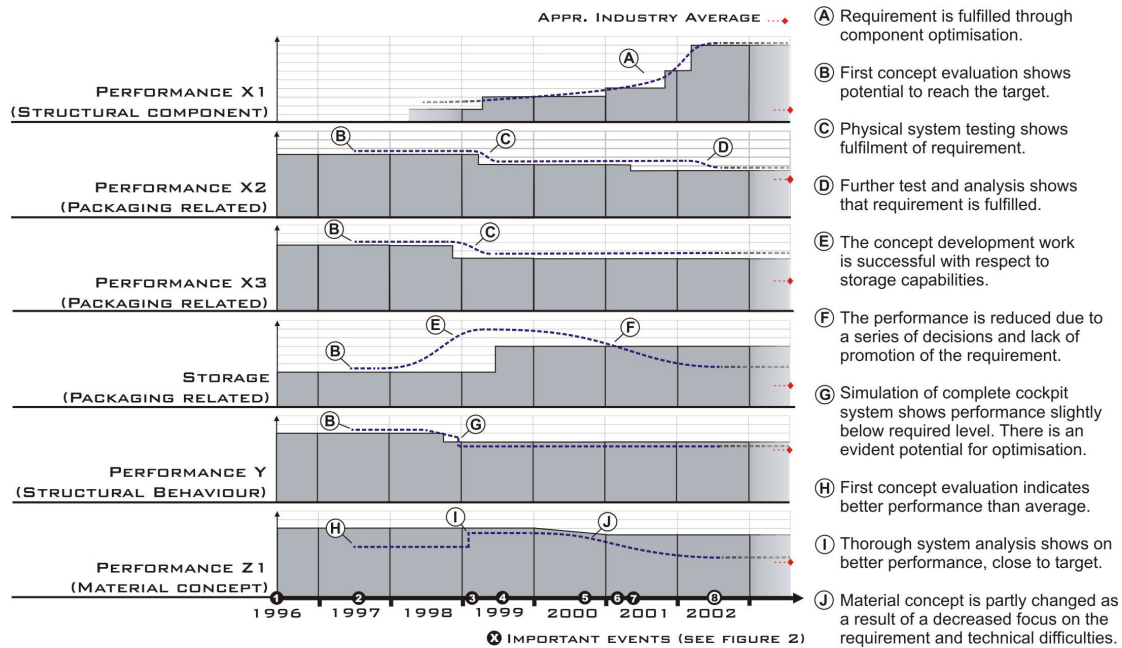 APPR. INDUSTRY AVERAGE
PERFORMANCE X1
(STRUCTURAL COMPONENT)
A
PERFORMANCE X2
(PACKAGING RELATED)
B
C
D
PERFORMANCE X3
(PACKAGING RELATED)
B
C
STORAGE
(PACKAGING RELATED)
B
E
F
PERFORMANCE Y
(STRUCTURAL BEHAVIOUR)
B
G
PERFORMANCE Z1
(MATERIAL CONCEPT)
H
I
J
1 2 3 4 5 6 7 8
1996 1997 1998 1999 2000 2001 2002
X IMPORTANT EVENTS (SEE FIGURE 2)
A Requirement is fulfilled through
component optimisation.
B First concept evaluation shows
potential to reach the target.
C Physical system testing shows
fulfilment of requirement.
D Further test and analysis shows
that requirement is fulfilled.
E The concept development work
is successful with respect to
storage capabilities.
F The performance is reduced due to
a series of decisions and lack of
promotion of the requirement.
G Simulation of complete cockpit
system shows performance slightly
below required level. There is an
evident potential for optimisation.
H First concept evaluation indicates
better performance than average.
I Thorough system analysis shows on
better performance, close to target.
J Material concept is partly changed as
a result of a decreased focus on the
requirement and technical difficulties.